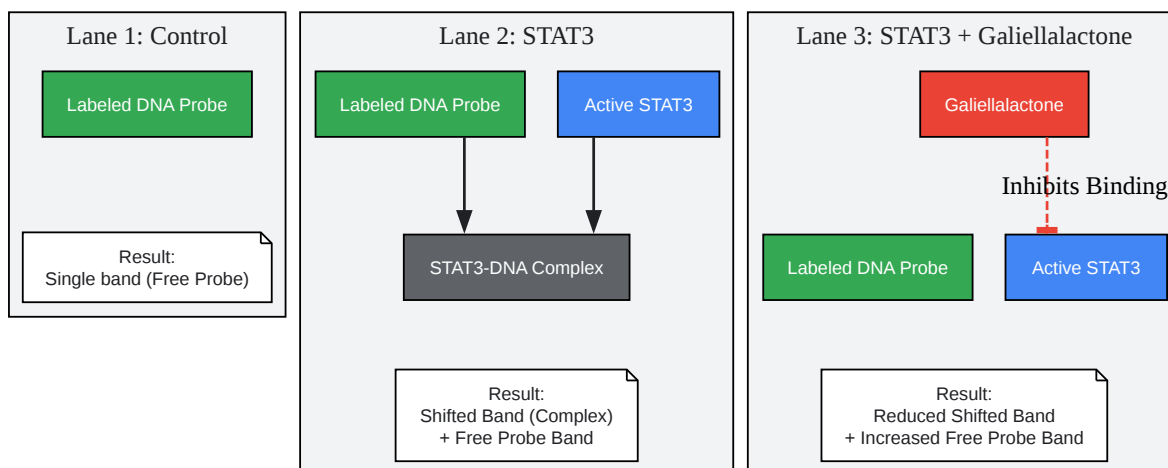 Lane 1: Control
Labeled DNA Probe
Result:
Single band (Free Probe)
Lane 2: STAT3
Labeled DNA Probe
Active STAT3
STAT3-DNA Complex
Result:
Shifted Band (Complex)
+ Free Probe Band
Lane 3: STAT3 + Galiellalactone
Galiellalactone
Inhibits Binding
Labeled DNA Probe
Active STAT3
Result:
Reduced Shifted Band
+ Increased Free Probe Band